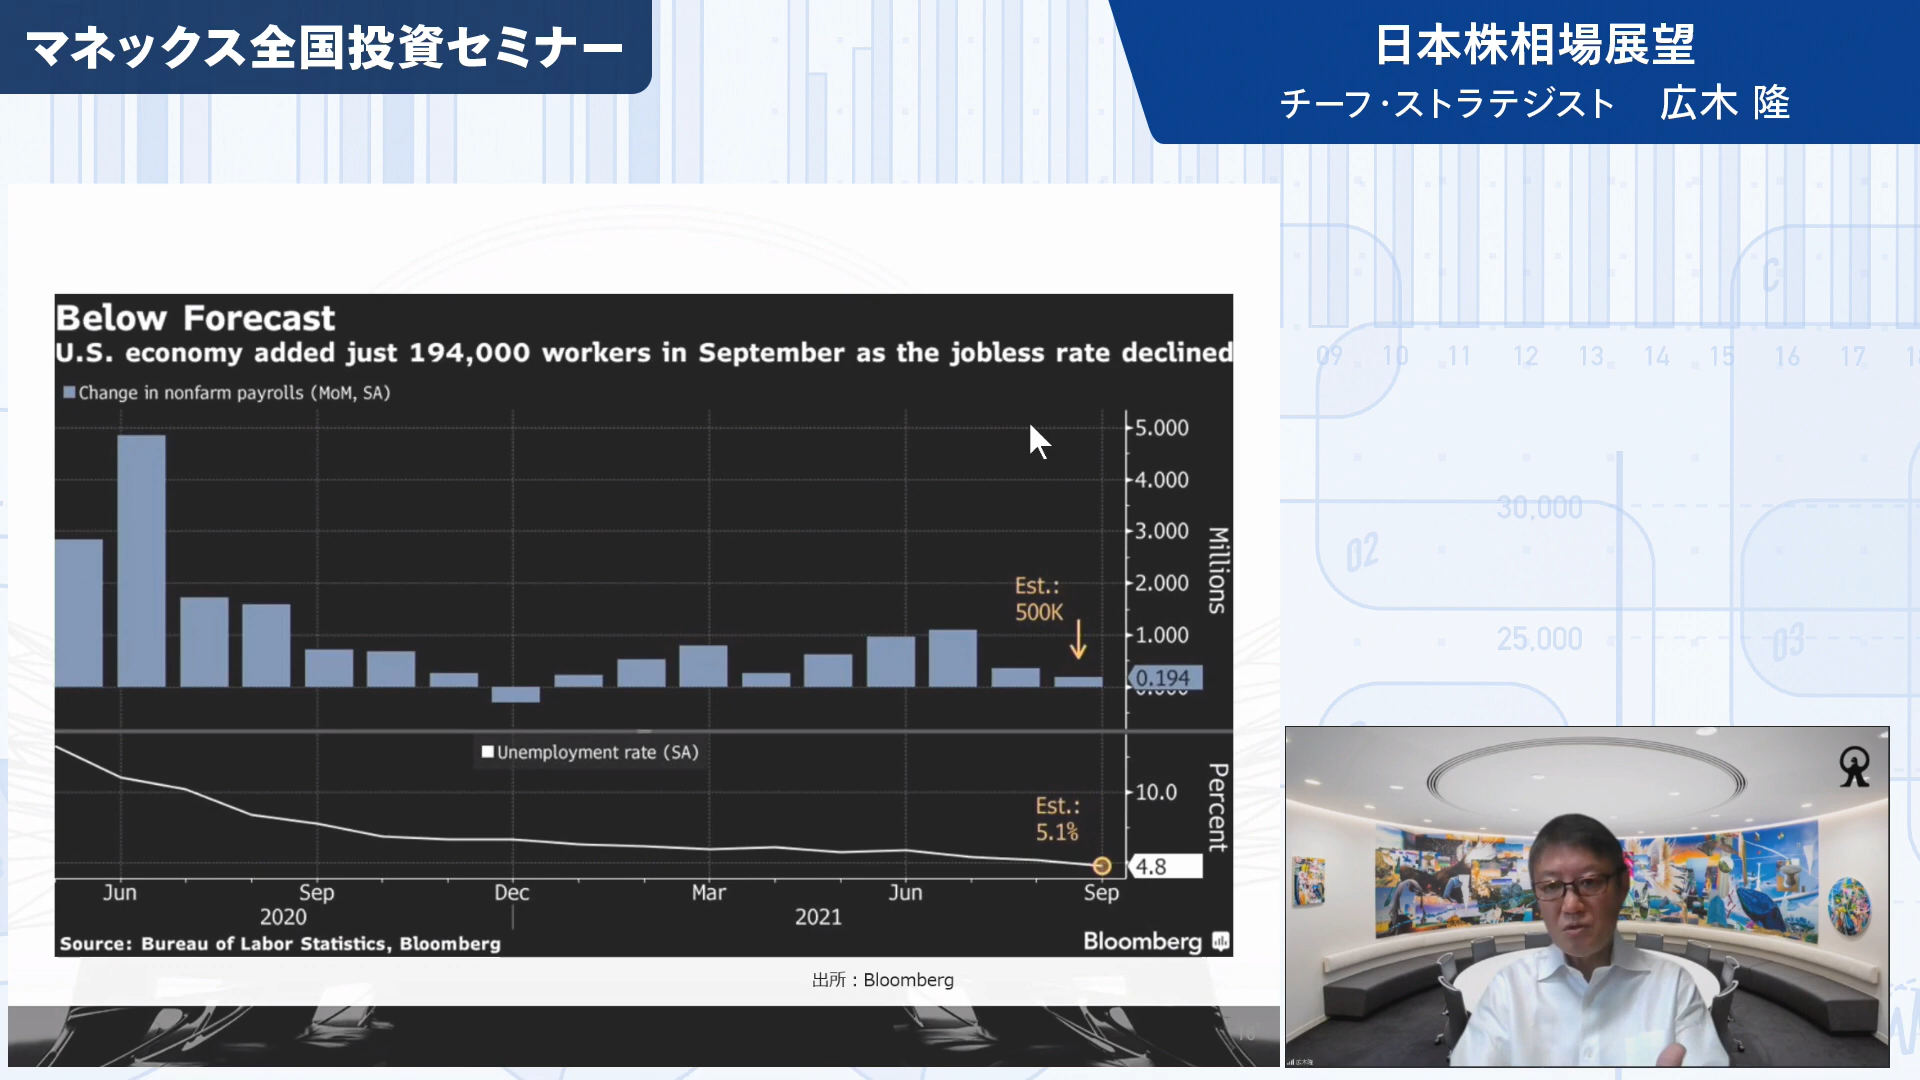 マネックス全国投資セミナー
日本株相場展望
チーフ・ストラテジスト 広木 隆
Below Forecast
U.S. economy added just 194,000 workers in September as the jobless rate declined
Change in nonfarm payrolls (MoM, SA)
5.000
4.000
3.000
2.000
1.000
0.194
0.000
Millions
Est.:
500K
Unemployment rate (SA)
10.0
Percent
Est.:
5.1%
4.8
Jun Sep Dec Mar Jun Sep
2020 2021
Source: Bureau of Labor Statistics, Bloomberg
Bloomberg
出所：Bloomberg
16
09 10 11 12 13 14 15 16 17
C
30,000
02
25,000
03